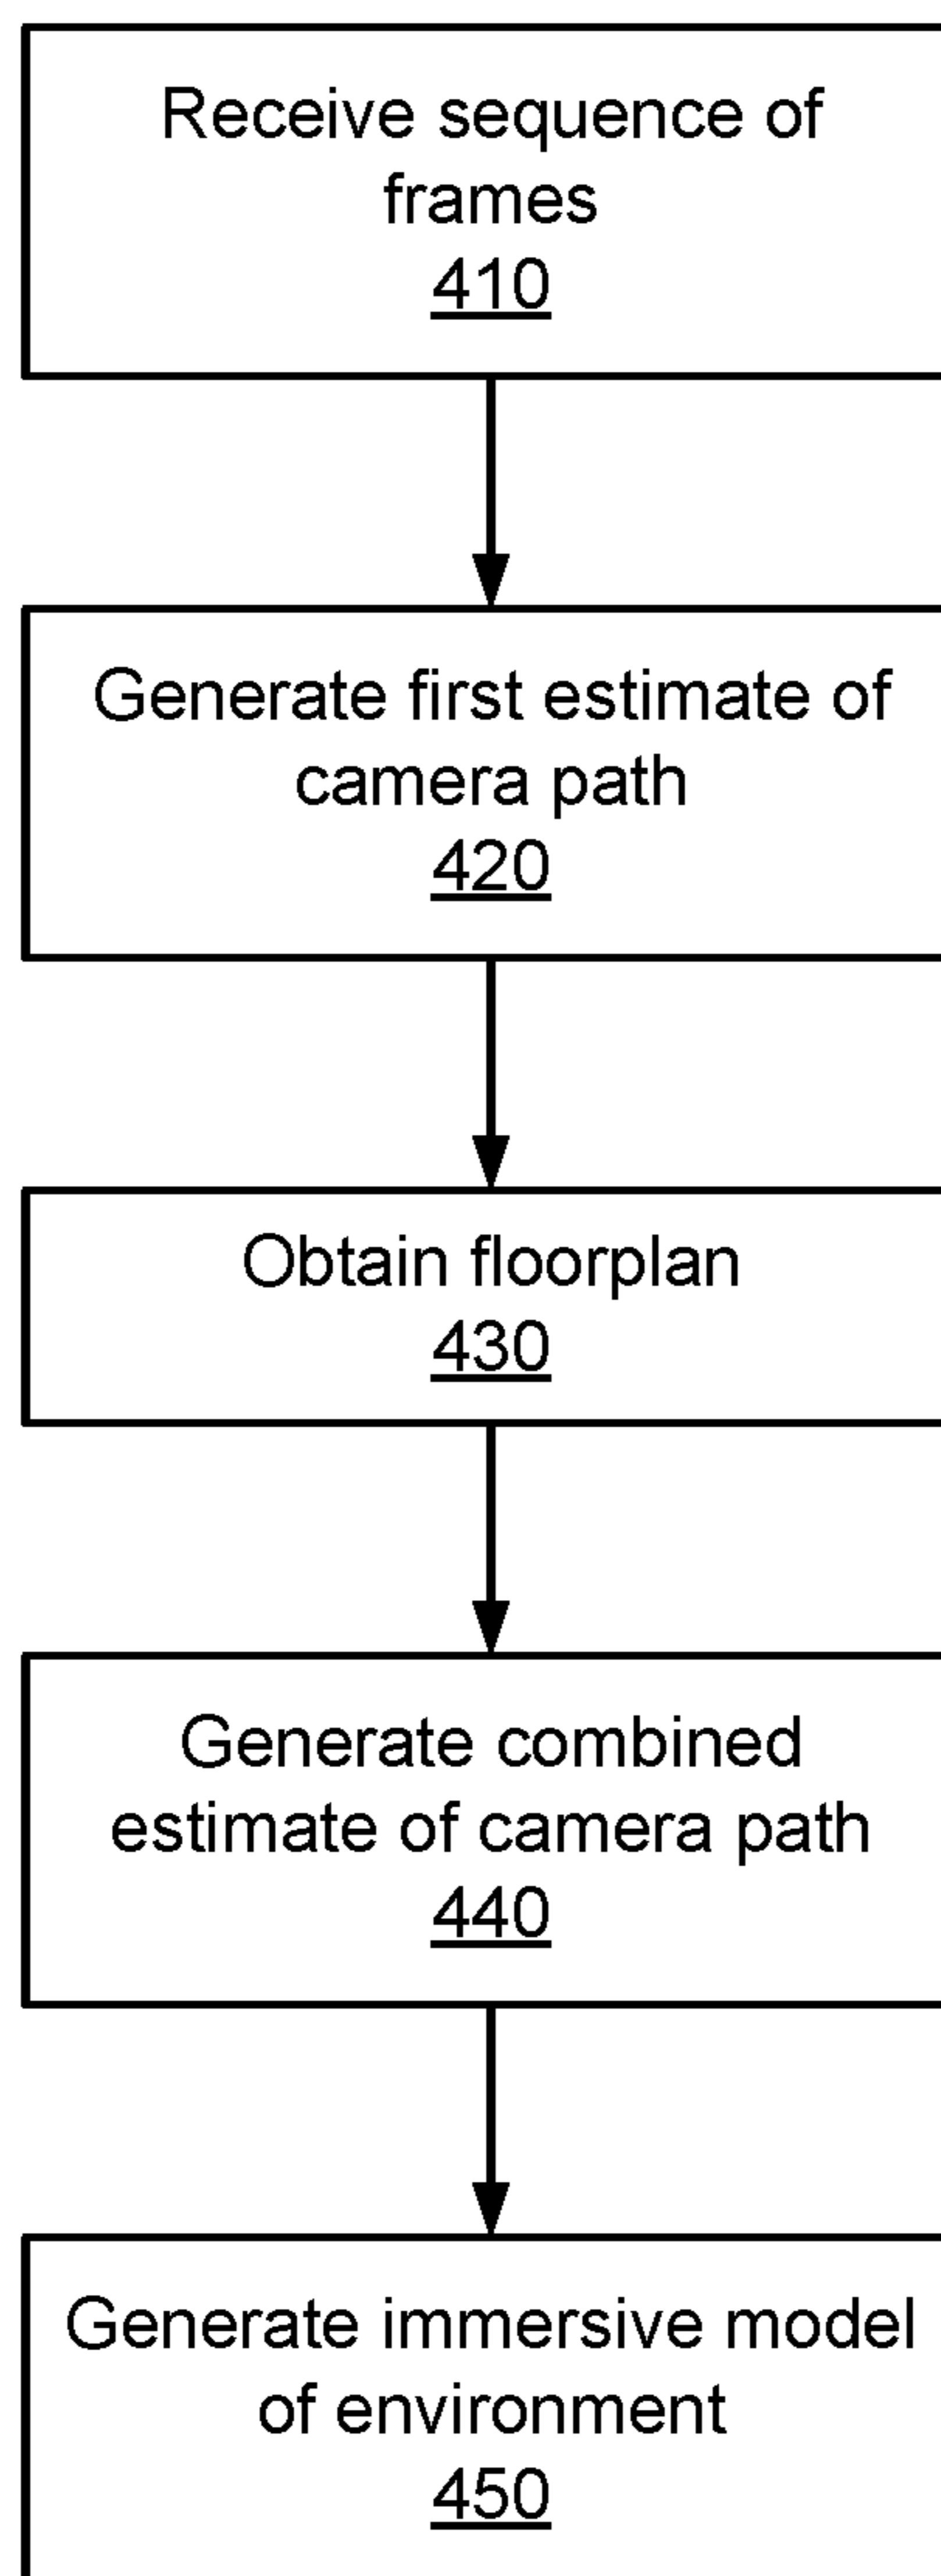 Receive sequence of
frames
410
Generate first estimate of
camera path
420
Obtain floorplan
430
Generate combined
estimate of camera path
440
Generate immersive model
of environment
450